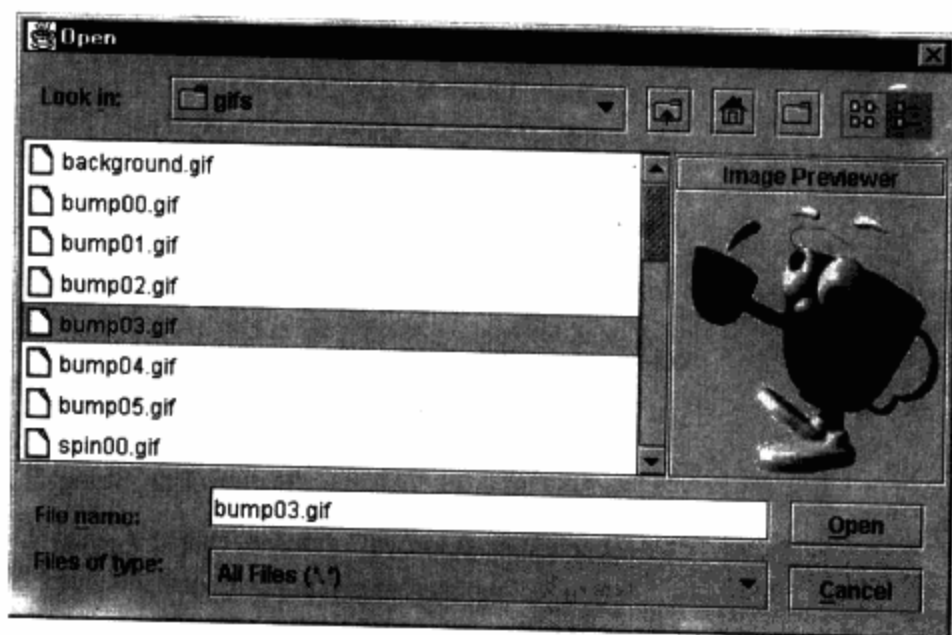 Open
Look in: gifs
background.gif
bump00.gif
bump01.gif
bump02.gif
bump03.gif
bump04.gif
bump05.gif
spin00.gif
Image Previewer
File name: bump03.gif
Open
Files of type: All Files (*.*)
Cancel